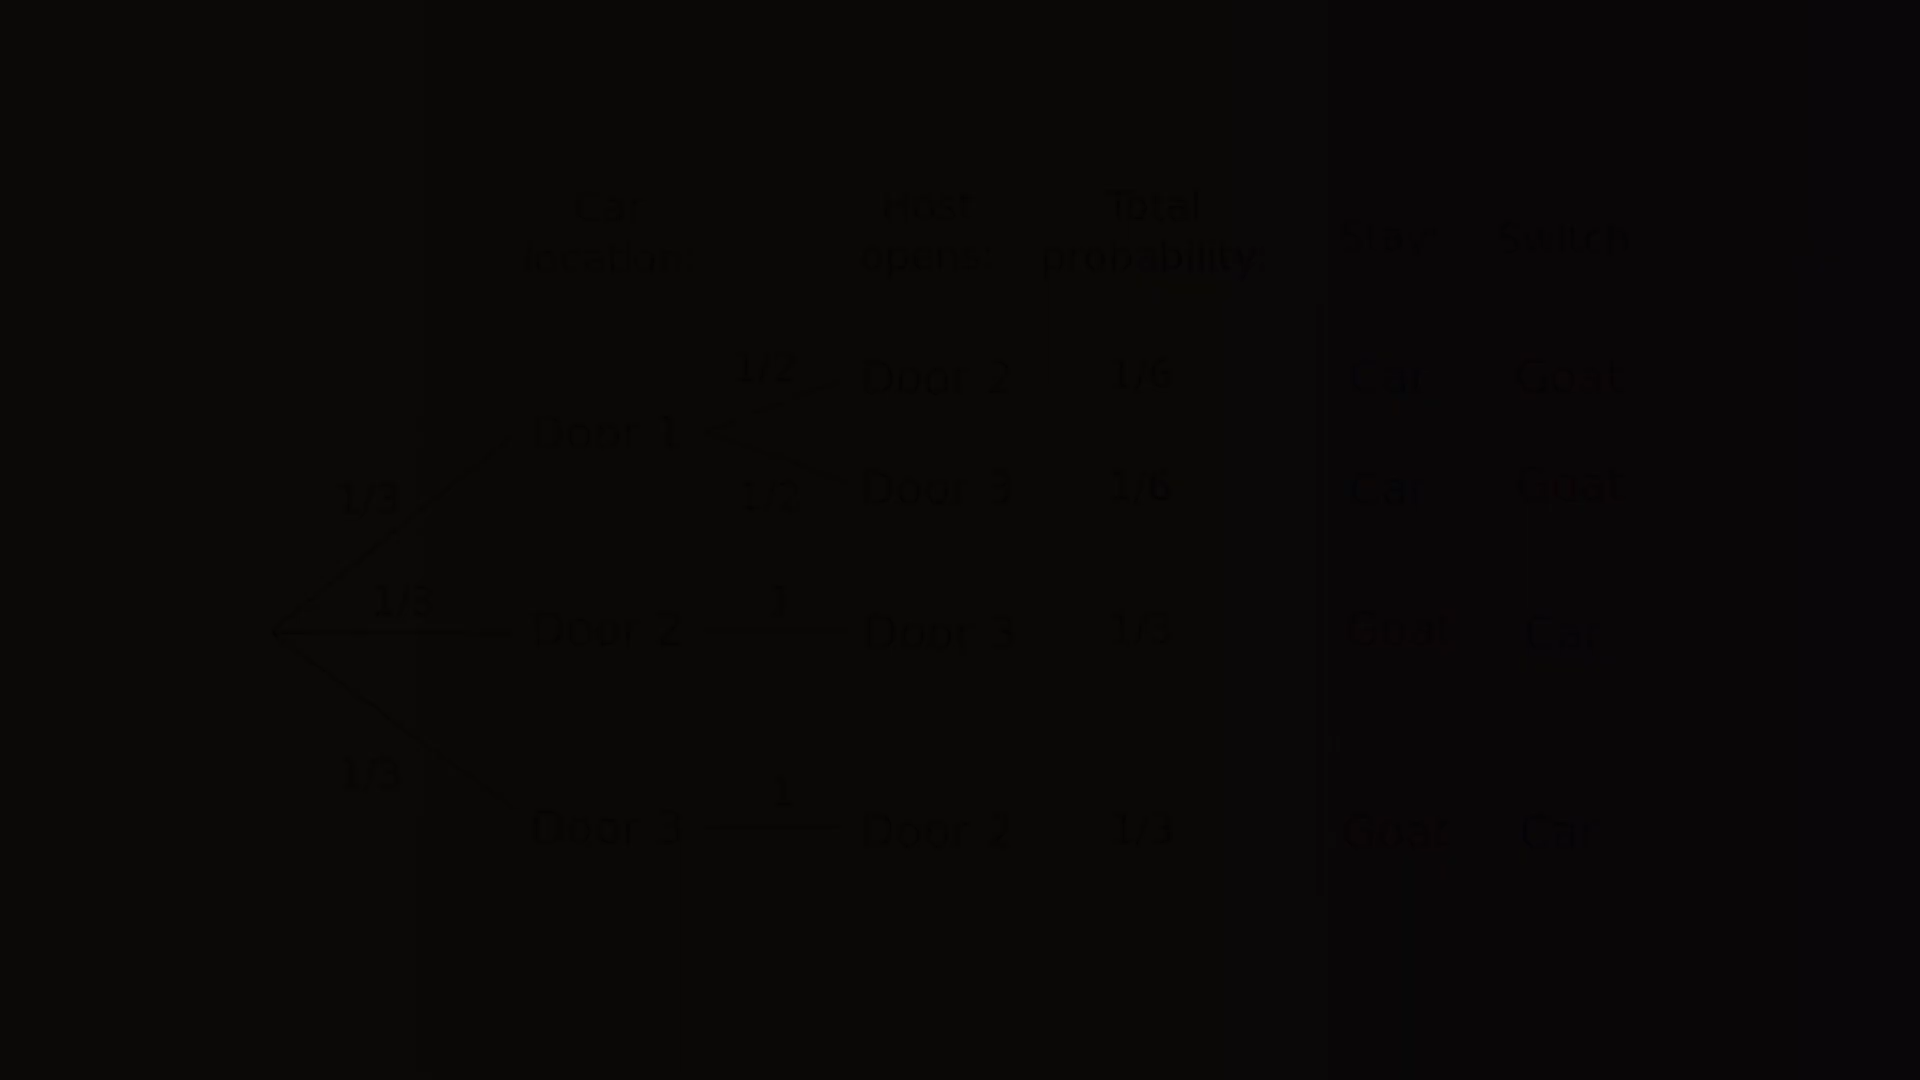 Car
location:
Host
opens:
Total
probability:
Stay:
Switch
1/2
Door 2
1/6
Car
Goat
Door 1
1/3
1/2
Door 3
1/6
Car
Goat
1/3
Door 2
1
Door 3
1/3
Goat
Car
1/3
Door 3
1
Door 2
1/3
Goat
Car